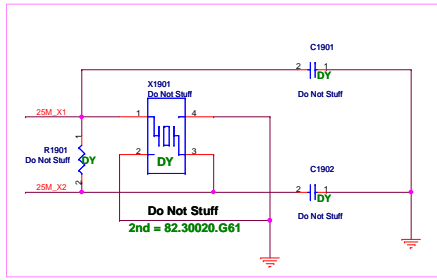 C1901
2 1
DY
Do Not Stuff
X1901
Do Not Stuff
25M_X1
1 4
2 3
DY
R1901
Do Not Stuff
1
DY
2
25M_X2
Do Not Stuff
2nd = 82.30020.G61
C1902
2 1
DY
Do Not Stuff